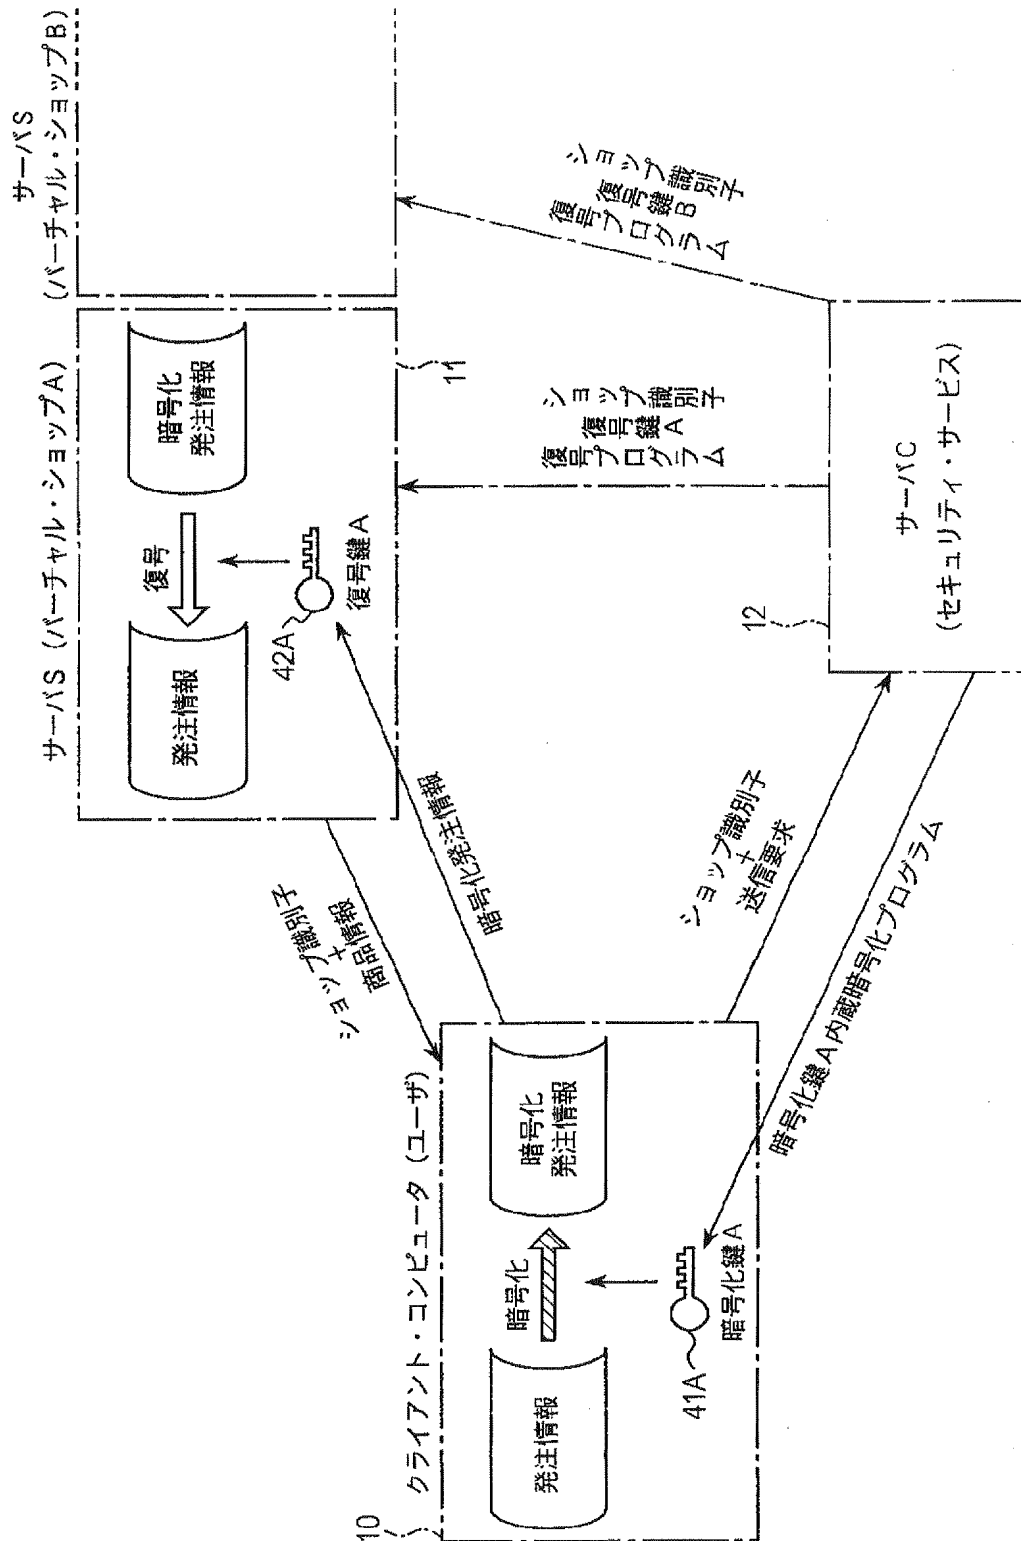 サーバS
(バーチャル・ショップB)
サーバS (バーチャル・ショップA)
暗号化
発注情報
復号
発注情報
42A
復号鍵A
11
ショップ識別子
復号鍵B
復号プログラム
ショップ識別子
復号鍵A
復号プログラム
サーバC
(セキュリティ・サービス)
12
ショップ識別子
+
商品情報
暗号化発注情報
ショップ識別子
+
送信要求
暗号化鍵A内蔵暗号化プログラム
クライアント・コンピュータ (ユーザ)
10
発注情報
暗号化
暗号化
発注情報
41A
暗号化鍵A